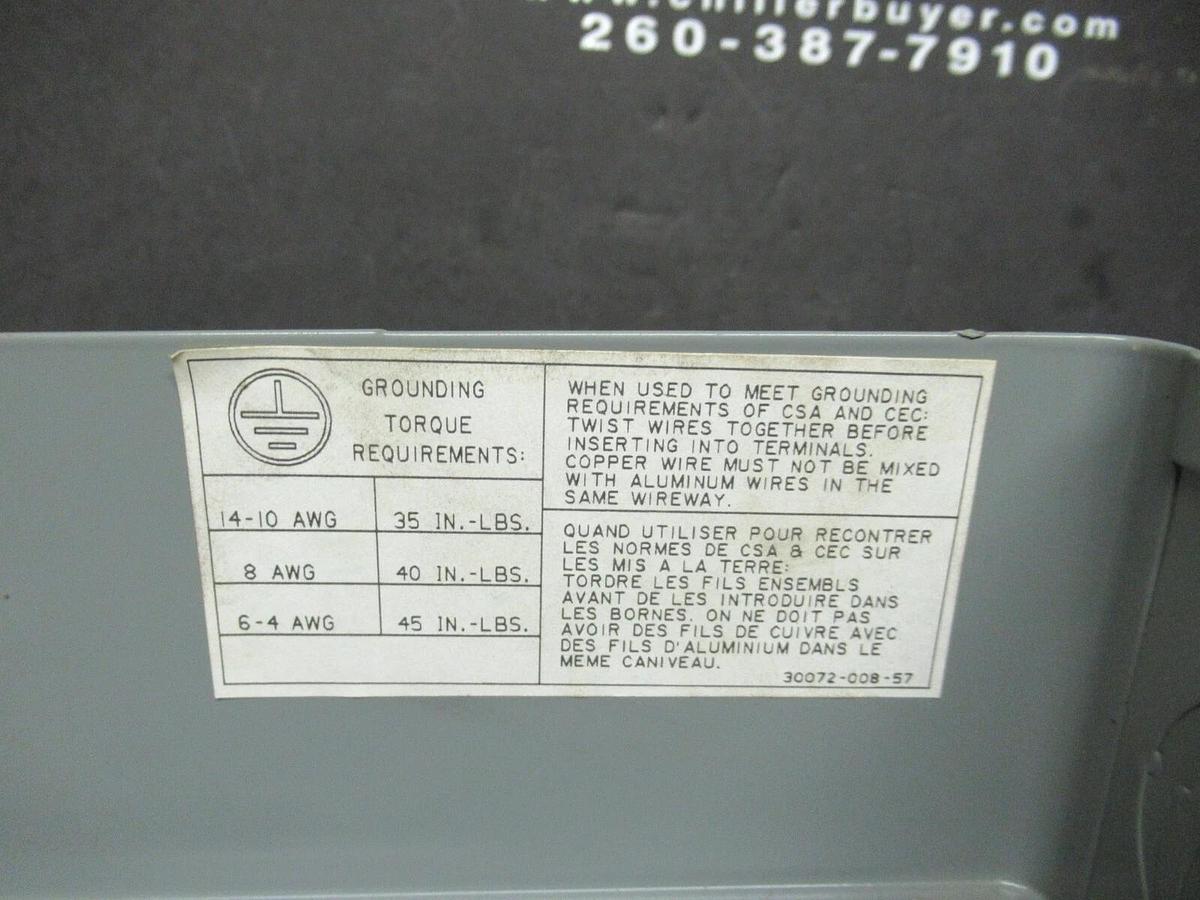 www.chillerbuyer.com
260-387-7910
GROUNDING
TORQUE
REQUIREMENTS:
14-10 AWG 35 IN.-LBS.
8 AWG 40 IN.-LBS.
6-4 AWG 45 IN.-LBS.
WHEN USED TO MEET GROUNDING
REQUIREMENTS OF CSA AND CEC:
TWIST WIRES TOGETHER BEFORE
INSERTING INTO TERMINALS.
COPPER WIRE MUST NOT BE MIXED
WITH ALUMINUM WIRES IN THE
SAME WIREWAY.
QUAND UTILISER POUR RECONTRER
LES NORMES DE CSA & CEC SUR
LES MIS A LA TERRE:
TORDRE LES FILS ENSEMBLS
AVANT DE LES INTRODUIRE DANS
LES BORNES. ON NE DOIT PAS
AVOIR DES FILS DE CUIVRE AVEC
DES FILS D'ALUMINIUM DANS LE
MEME CANIVEAU.
30072-008-57